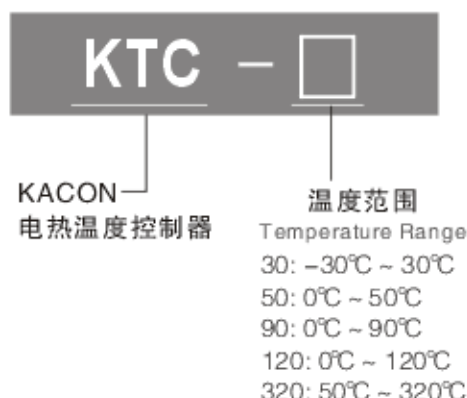 KTC - □
KACON
电热温度控制器
温度范围
Temperature Range
30: -30℃ ~ 30℃
50: 0℃ ~ 50℃
90: 0℃ ~ 90℃
120: 0℃ ~ 120℃
320: 50℃ ~ 320℃